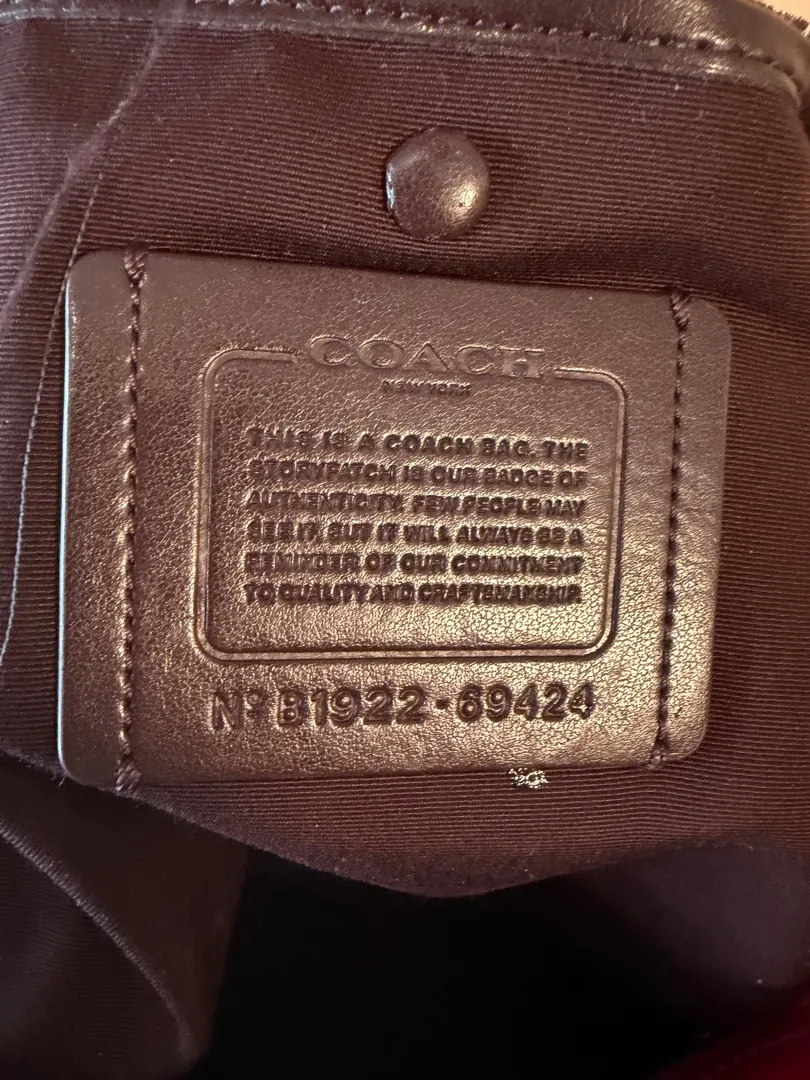 COACH
NEW YORK
THIS IS A COACH BAG. THE
STORYPATCH IS OUR BADGE OF
AUTHENTICITY. FEW PEOPLE MAY
SEE IT, BUT IT WILL ALWAYS BE A
REMINDER OF OUR COMMITMENT
TO QUALITY AND CRAFTSMANSHIP.
Nº B1922-69424